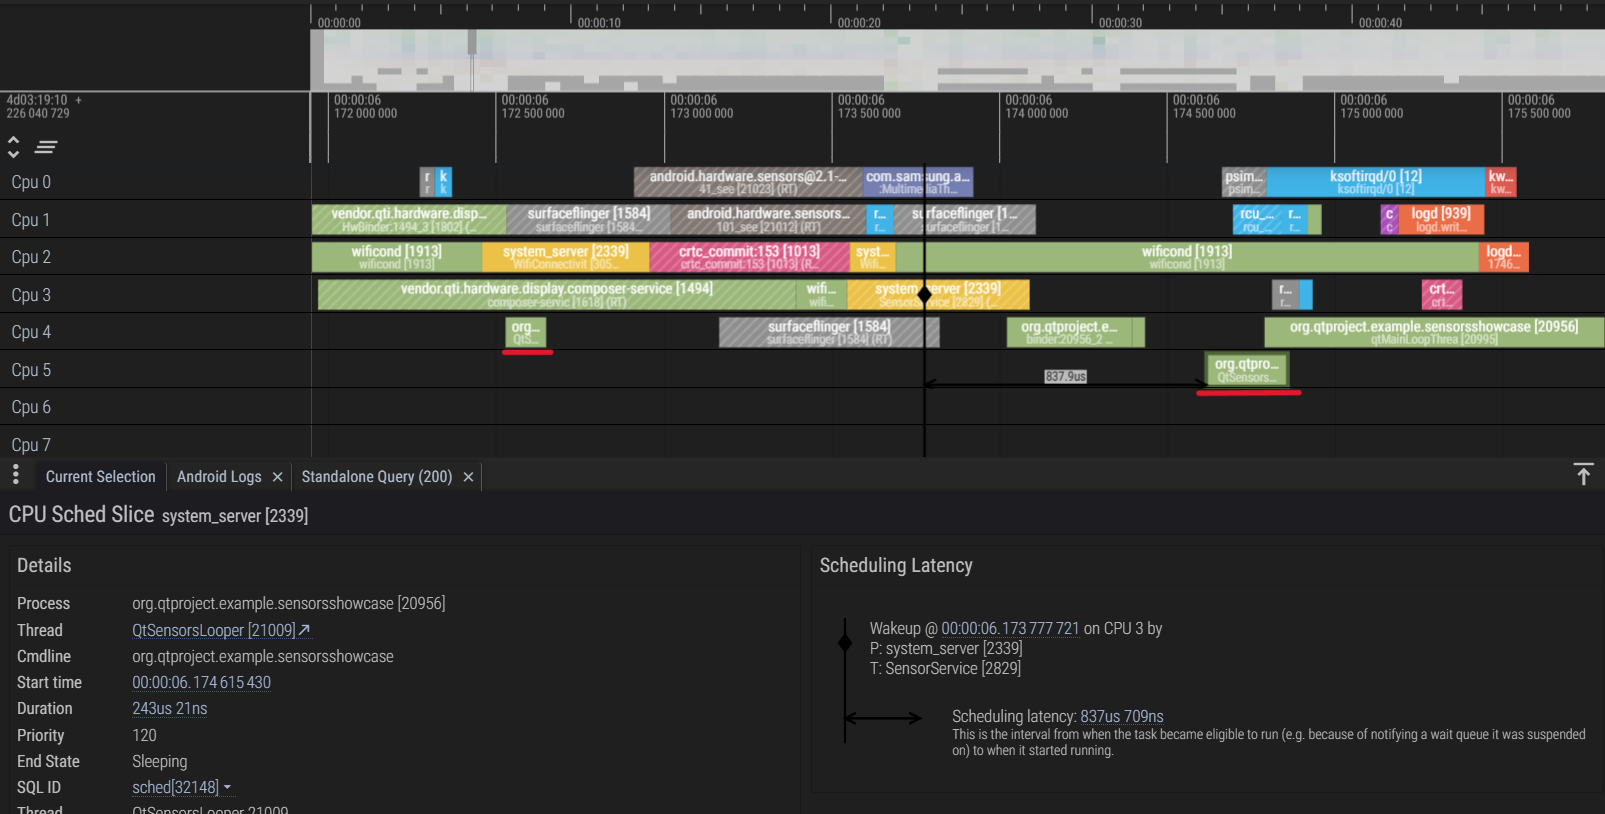 00:00:00 00:00:10 00:00:20 00:00:30 00:00:40
4d03:19:10 +
226 040 729
00:00:06 00:00:06 00:00:06 00:00:06 00:00:06 00:00:06 00:00:06 00:00:06
172 000 000 172 500 000 173 000 000 173 500 000 174 000 000 174 500 000 175 000 000 175 500 000
Cpu 0
r k android.hardware.sensors@2.1-... com.samsung.a... psim... ksoftirqd/0 [12] kw...
r k 41_see [21023] (RT) :MultimediaTh... psim... ksoftirqd/0 [12] kw...
Cpu 1
vendor.qti.hardware.disp... surfaceflinger [1584] android.hardware.sensors... r... surfaceflinger [1... rcu_... r... c logd [939]
HwBinder:1494_3 [1802] (... surfaceflinger [1584... 101_see [21012] (RT) r... surfaceflinger [1... rcu_... r... c logd.writ...
Cpu 2
wificond [1913] system_server [2339] crtc_commit:153 [1013] syst... wificond [1913] logd...
wificond [1913] WifiConnectivit [305... crtc_commit:153 [1013] (R... Wifi... wificond [1913] 1746...
Cpu 3
vendor.qti.hardware.display.composer-service [1494] wifi... system_server [2339] r... crt...
composer-servic [1618] (RT) wifi... SensorService [2829] (... r... crt...
Cpu 4
org... surfaceflinger [1584] org.qtproject.e... org.qtproject.example.sensorsshowcase [20956]
QtS... surfaceflinger [1584] (RT) binder:20956_2 ... qtMainLoopThrea [20995]
Cpu 5
837.9us org.qtpro...
QtSensors...
Cpu 6
Cpu 7
Current Selection Android Logs × Standalone Query (200) ×
CPU Sched Slice system_server [2339]
Details
Process org.qtproject.example.sensorsshowcase [20956]
Thread QtSensorsLooper [21009]
Cmdline org.qtproject.example.sensorsshowcase
Start time 00:00:06.174 615 430
Duration 243us 21ns
Priority 120
End State Sleeping
SQL ID sched[32148]
Thread QtSensorsLooper 21009
Scheduling Latency
Wakeup @ 00:00:06.173 777 721 on CPU 3 by
P: system_server [2339]
T: SensorService [2829]
Scheduling latency: 837us 709ns
This is the interval from when the task became eligible to run (e.g. because of notifying a wait queue it was suspended
on) to when it started running.